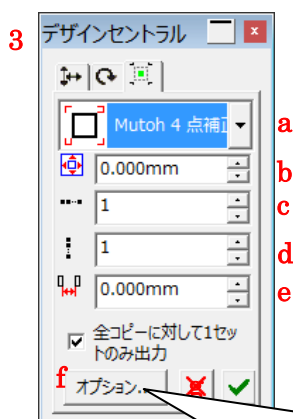 3
デザインセントラル
Mutoh 4 点補正
a
0.000mm
b
1
c
1
d
0.000mm
e
全コピーに対して1セッ
トのみ出力
f
オプション...